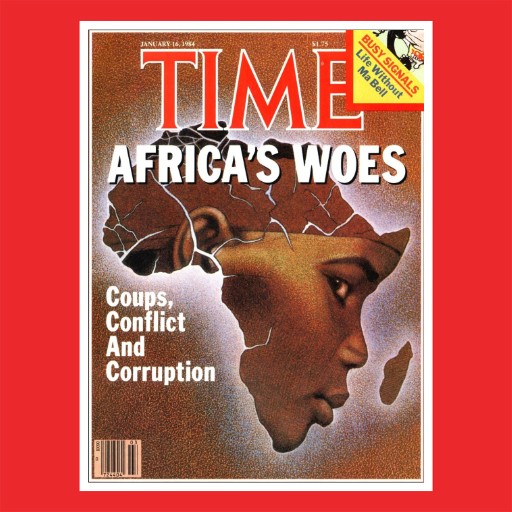 JANUARY 16, 1984
$1.75
BUSY SIGNALS
Life Without
Ma Bell
TIME
AFRICA'S WOES
Coups,
Conflict
And
Corruption